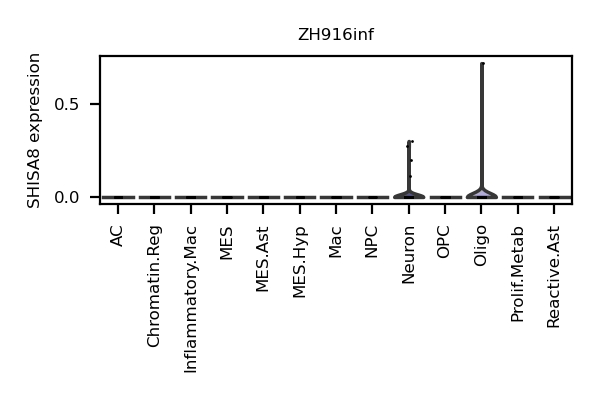 ZH916inf
SHISA8 expression
0.5
0.0
AC
Chromatin.Reg
Inflammatory.Mac
MES
MES.Ast
MES.Hyp
Mac
NPC
Neuron
OPC
Oligo
Prolif.Metab
Reactive.Ast